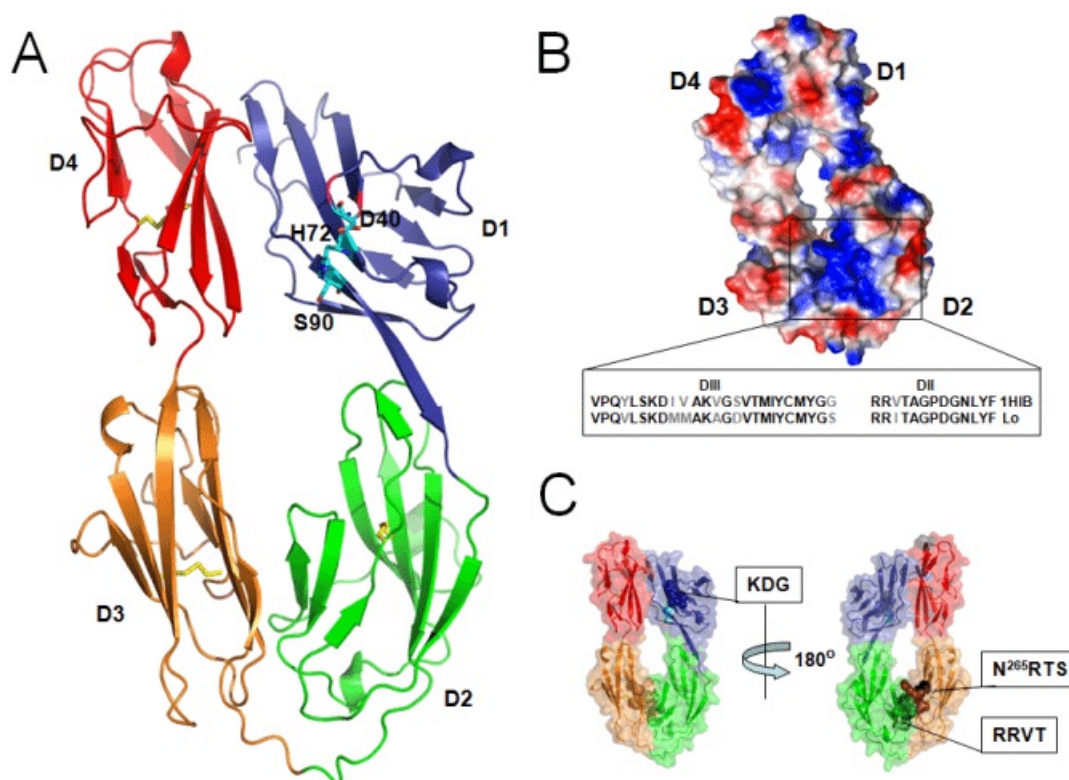 A
D4
D1
H72
D40
S90
D3
D2
B
D4
D1
D3
D2
DIII DII
VPQYLSKDIVAKVGSVTMIYCMYGG RRVTAGPDGNLYF 1HIB
VPQVLSKDMMAKAGDVTMIYCMYGS RRITAGPDGNLYF Lo
C
KDG
180º
N²⁶⁵RTS
RRVT